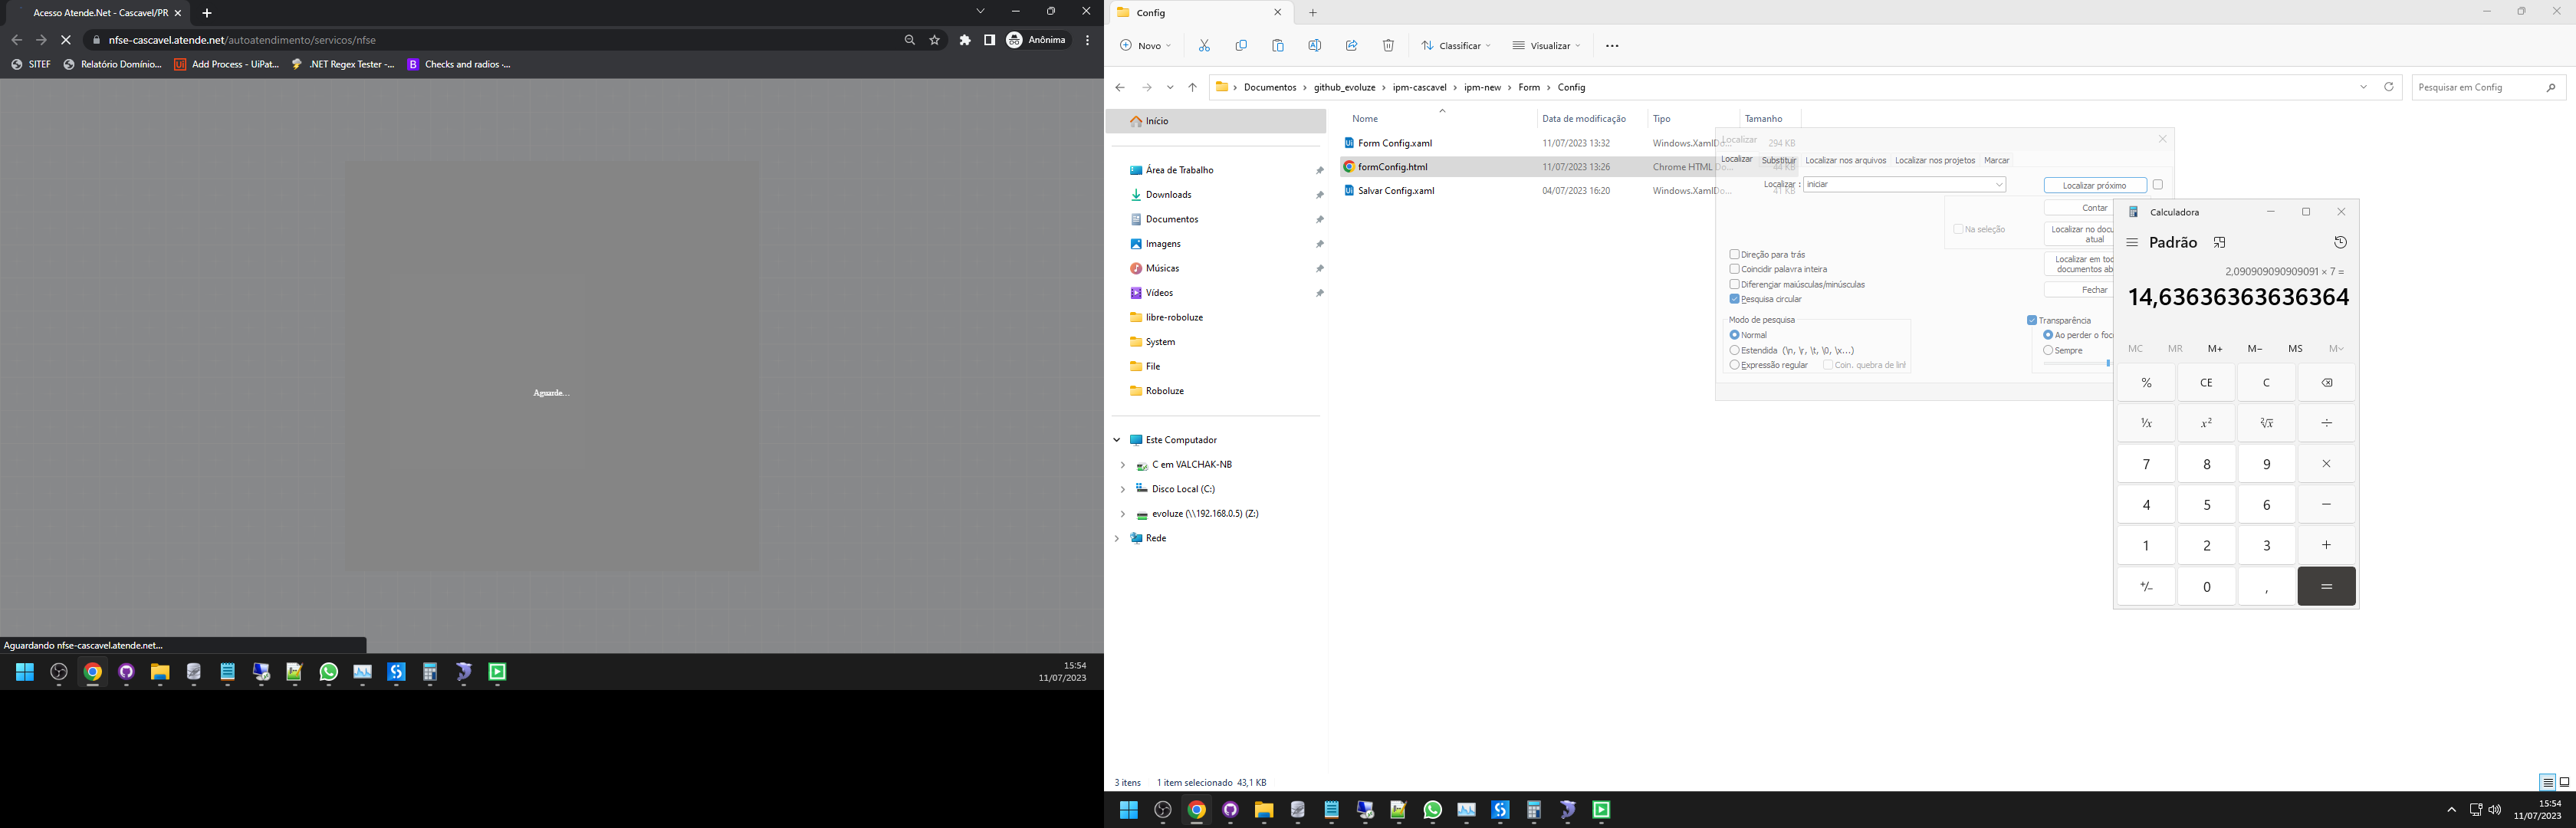 Acesso Atende.Net - Cascavel/PR
nfse-cascavel.atende.net/autoatendimento/servicos/nfse
Anônima
SITEF
Relatório Domínio...
Add Process - UiPat...
.NET Regex Tester -...
Checks and radios ·...
Aguarde...
Aguardando nfse-cascavel.atende.net...
15:54
11/07/2023
Config
Novo
Classificar
Visualizar
Documentos > github_evoluze > ipm-cascavel > ipm-new > Form > Config
Pesquisar em Config
Início
Área de Trabalho
Downloads
Documentos
Imagens
Músicas
Vídeos
libre-roboluze
System
File
Roboluze
Este Computador
C em VALCHAK-NB
Disco Local (C:)
evoluze (\\192.168.0.5) (Z:)
Rede
Nome Data de modificação Tipo Tamanho
Form Config.xaml 11/07/2023 13:32 Windows.XamlDo... 294 KB
formConfig.html 11/07/2023 13:26 Chrome HTML Do... 44 KB
Salvar Config.xaml 04/07/2023 16:20 Windows.XamlDo... 41 KB
3 itens 1 item selecionado 43,1 KB
Localizar
Localizar Substituir Localizar nos arquivos Localizar nos projetos Marcar
Localizar : iniciar
Localizar próximo
Contar
Na seleção
Localizar no docu
atual
Localizar em tod
documentos ab
Fechar
Direção para trás
Coincidir palavra inteira
Diferenciar maiúsculas/minúsculas
Pesquisa circular
Modo de pesquisa
Normal
Estendida (\n, \r, \t, \0, \x...)
Expressão regular
Coin. quebra de linl
Transparência
Ao perder o foc
Sempre
Calculadora
Padrão
2,090909090909091 × 7 =
14,63636363636364
MC MR M+ M− MS M˅
% CE C
¹/x x² ²√x ÷
7 8 9 ×
4 5 6 −
1 2 3 +
+/− 0 , =
15:54
11/07/2023